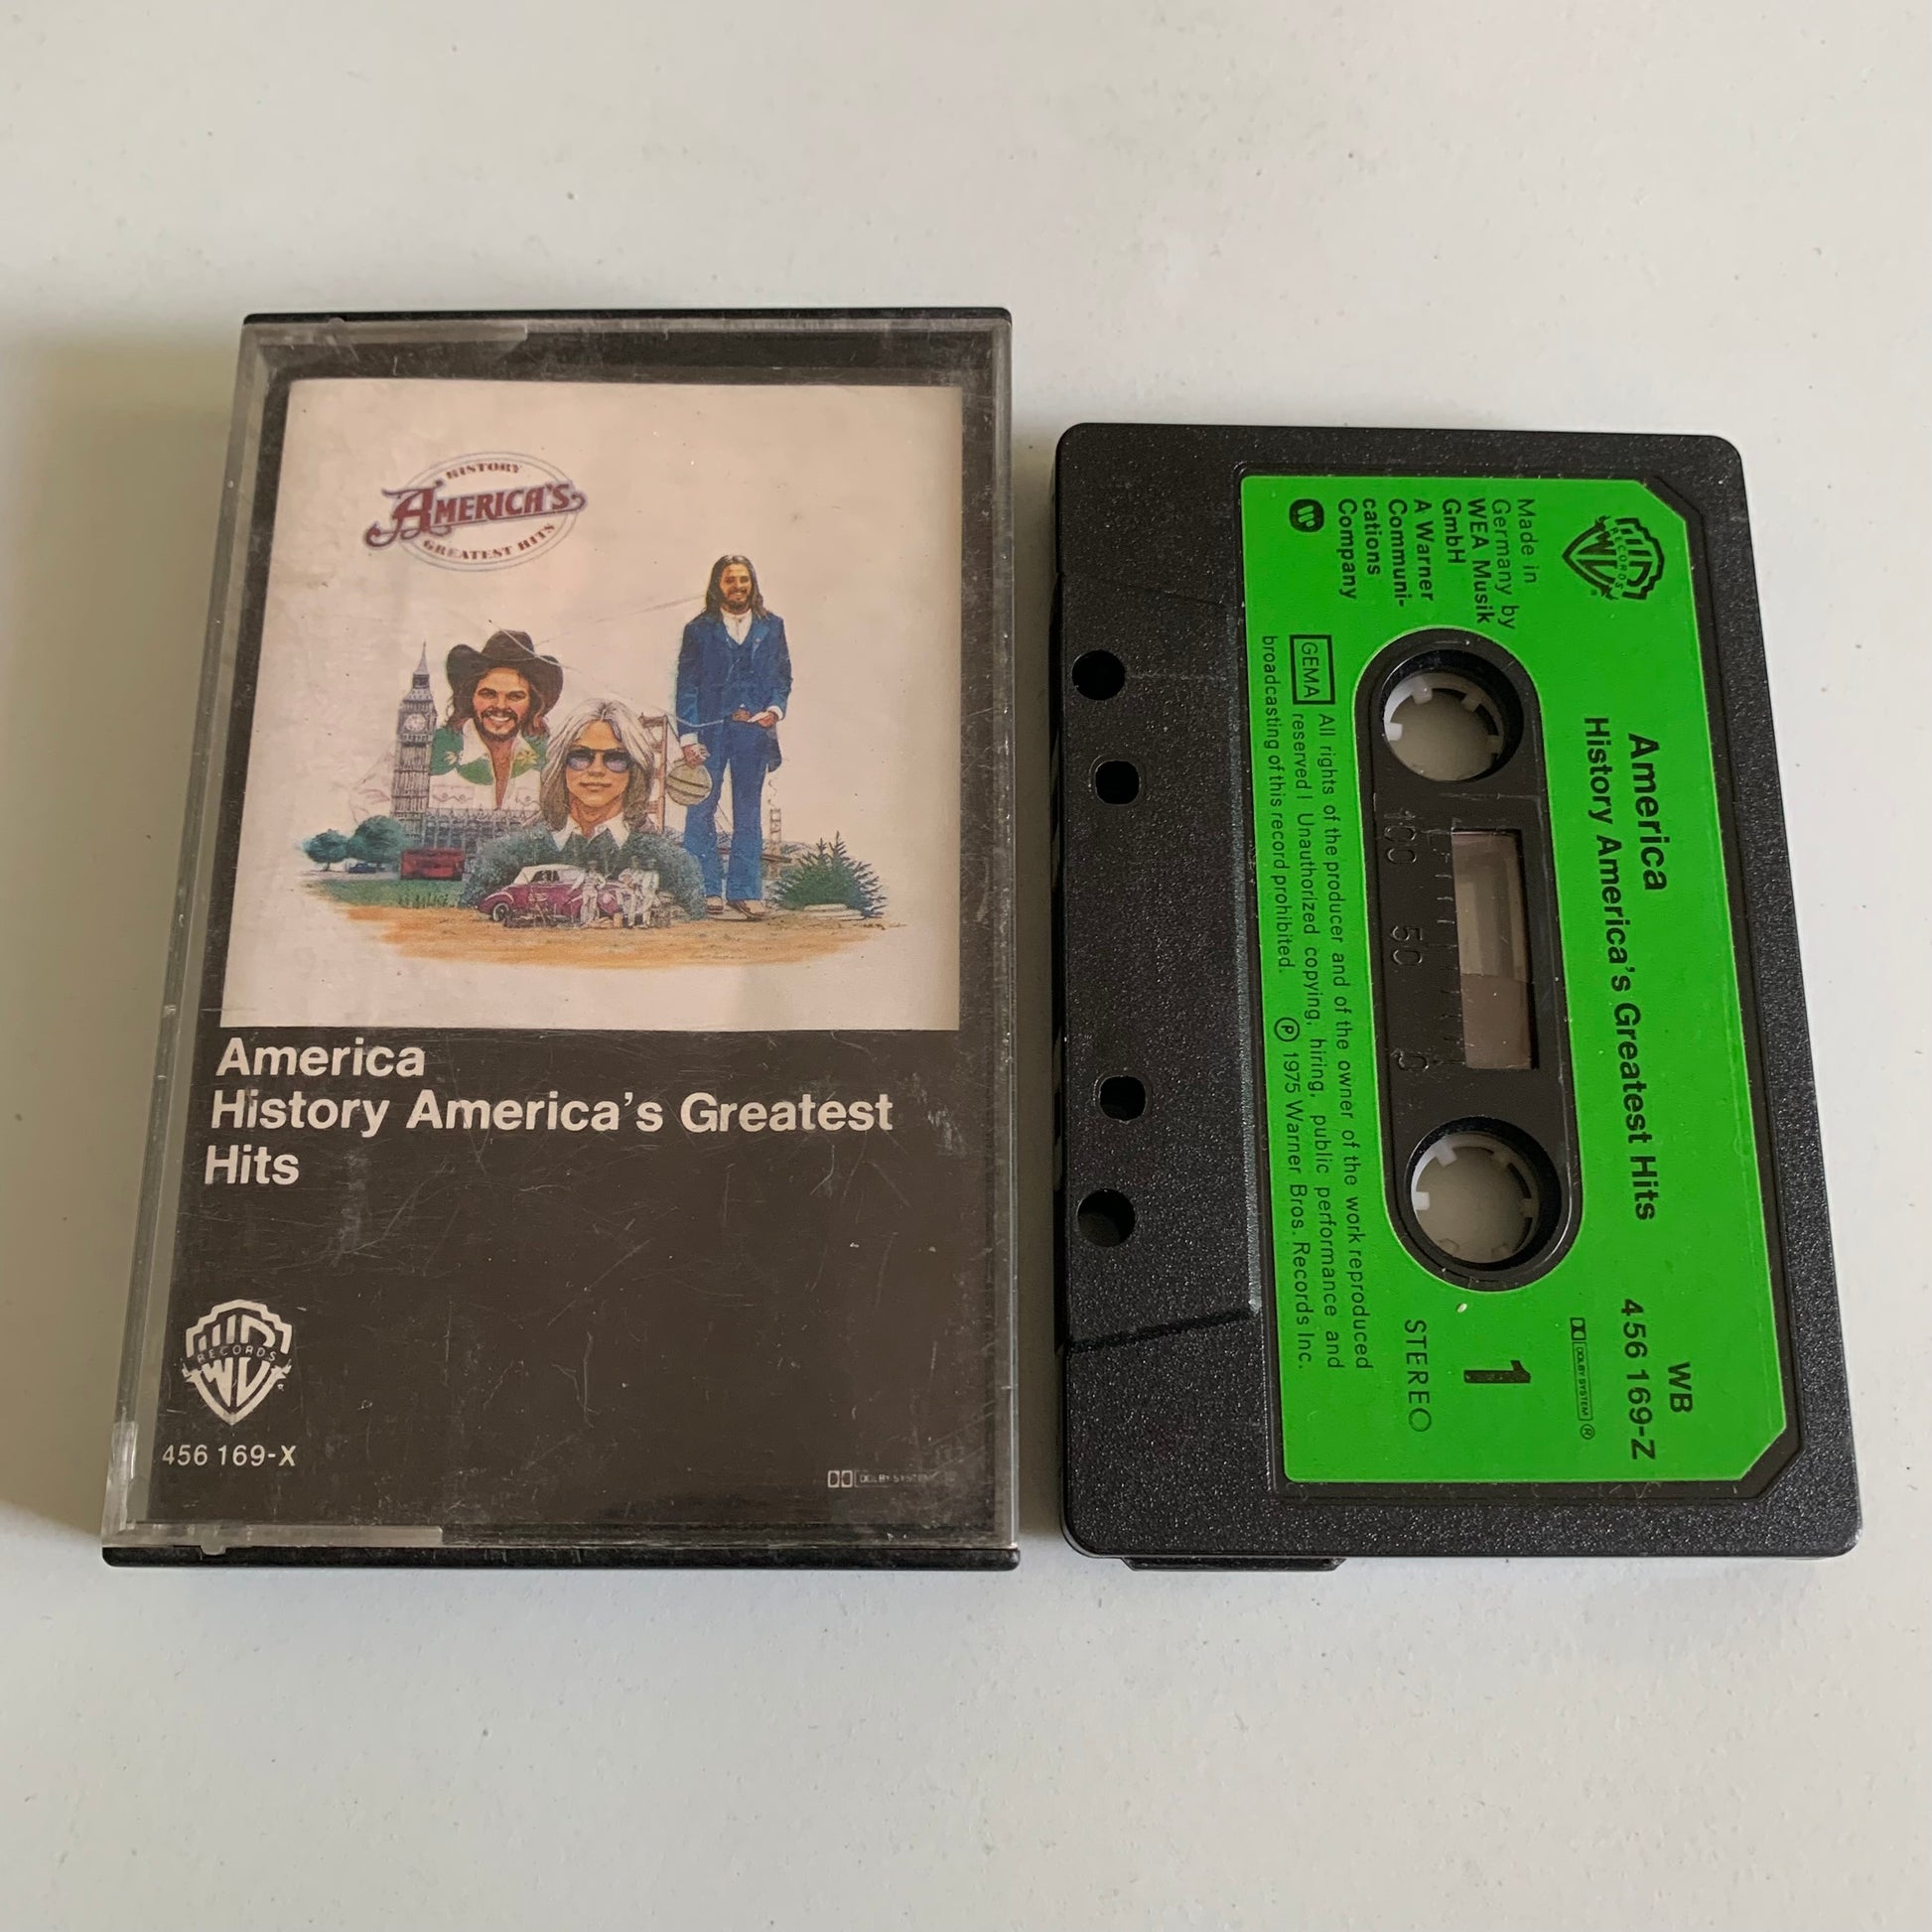 HISTORY
AMERICA'S
GREATEST HITS
America
History America's Greatest
Hits
WB
RECORDS
456 169-X
DOLBY SYSTEM
WB
RECORDS
Made in
Germany by
WEA Musik
GmbH
A Warner
Communi-
cations
Company
America
History America's Greatest Hits
WB
456 169-Z
DOLBY SYSTEM ®
100 50 0
1
STEREO
GEMA
All rights of the producer and of the owner of the work reproduced
reserved! Unauthorized copying, hiring, public performance and
broadcasting of this record prohibited. Ⓟ 1975 Warner Bros. Records Inc.